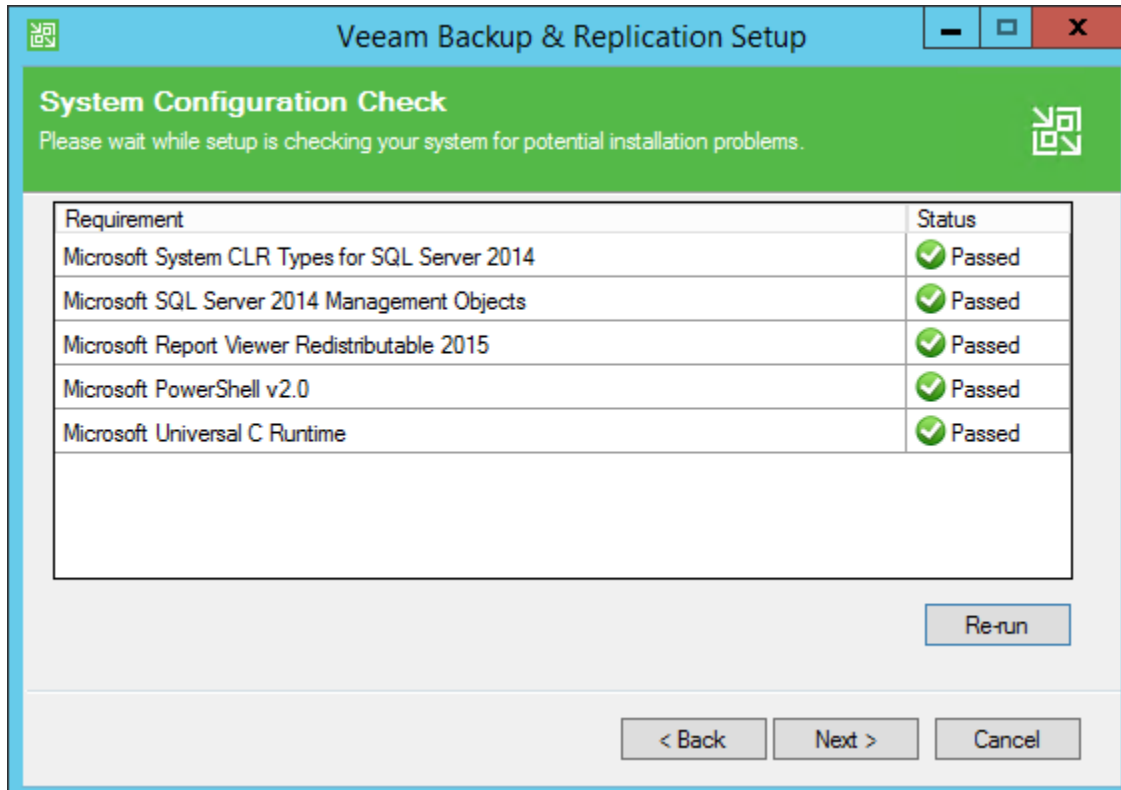 Veeam Backup & Replication Setup
System Configuration Check
Please wait while setup is checking your system for potential installation problems.
Requirement Status
Microsoft System CLR Types for SQL Server 2014 Passed
Microsoft SQL Server 2014 Management Objects Passed
Microsoft Report Viewer Redistributable 2015 Passed
Microsoft PowerShell v2.0 Passed
Microsoft Universal C Runtime Passed
Re-run
< Back Next > Cancel